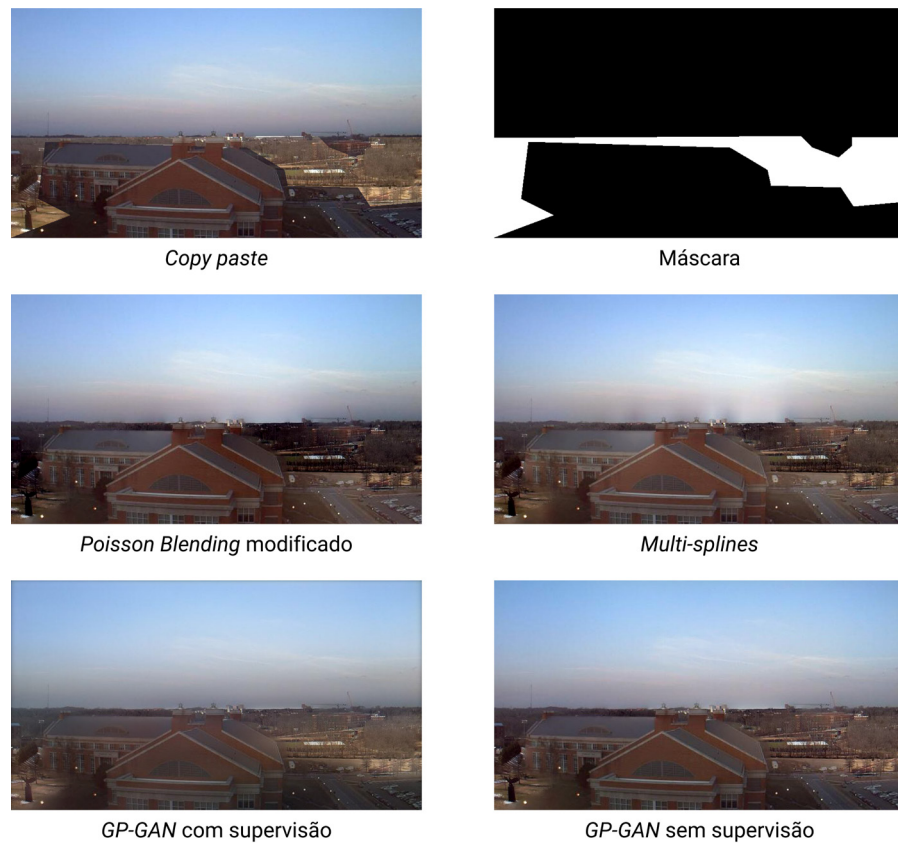 Copy paste
Máscara
Poisson Blending modificado
Multi-splines
GP-GAN com supervisão
GP-GAN sem supervisão